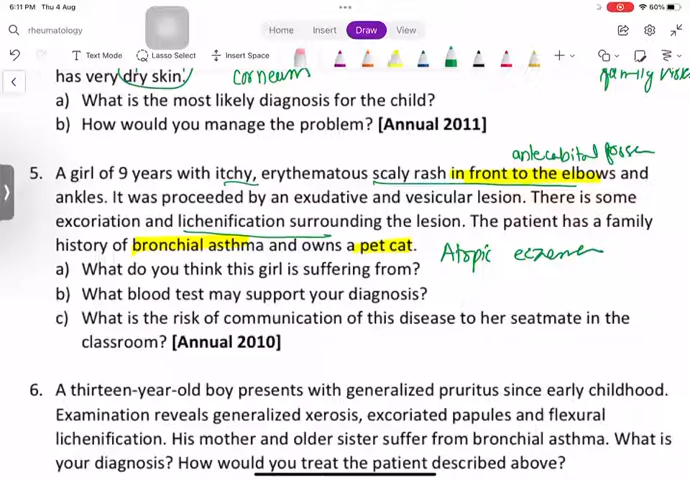 6:11 PM Thu 4 Aug
60%
rheumatology
Home Insert Draw View
Text Mode Lasso Select Insert Space
has very dry skin. corneum family risk
a) What is the most likely diagnosis for the child?
b) How would you manage the problem? [Annual 2011]
antecubital fossa
5. A girl of 9 years with itchy, erythematous scaly rash in front to the elbows and
ankles. It was proceeded by an exudative and vesicular lesion. There is some
excoriation and lichenification surrounding the lesion. The patient has a family
history of bronchial asthma and owns a pet cat. Atopic eczema
a) What do you think this girl is suffering from?
b) What blood test may support your diagnosis?
c) What is the risk of communication of this disease to her seatmate in the
classroom? [Annual 2010]
6. A thirteen-year-old boy presents with generalized pruritus since early childhood.
Examination reveals generalized xerosis, excoriated papules and flexural
lichenification. His mother and older sister suffer from bronchial asthma. What is
your diagnosis? How would you treat the patient described above?